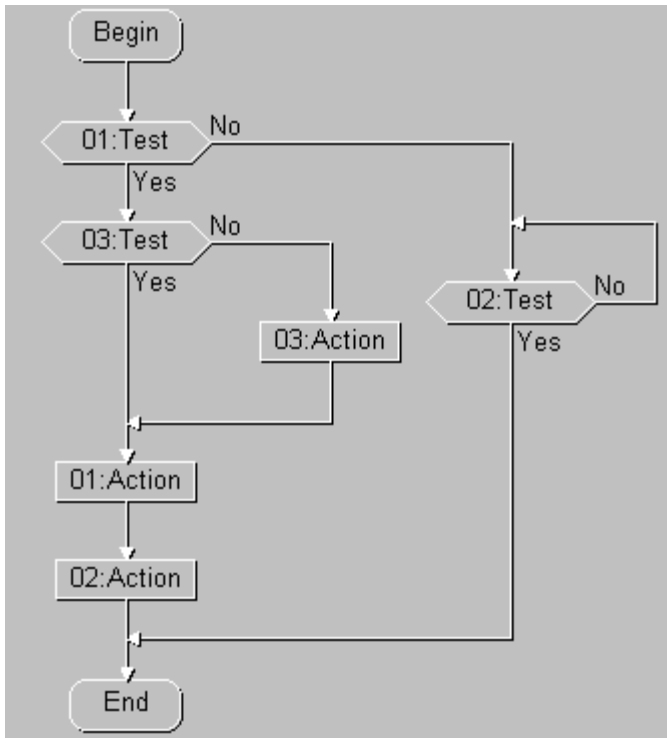 Begin
01:Test
No
Yes
03:Test
No
Yes
02:Test
No
Yes
03:Action
01:Action
02:Action
End